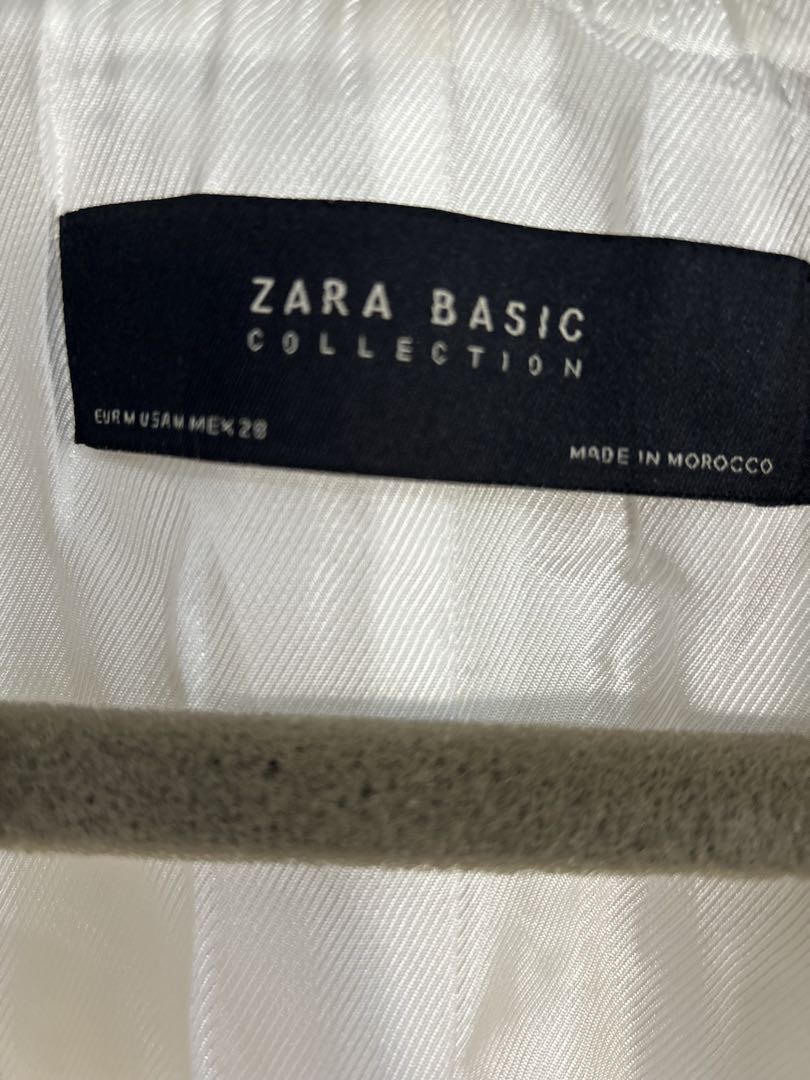 ZARA BASIC
COLLECTION
EUR M USA M MEX 28
MADE IN MOROCCO